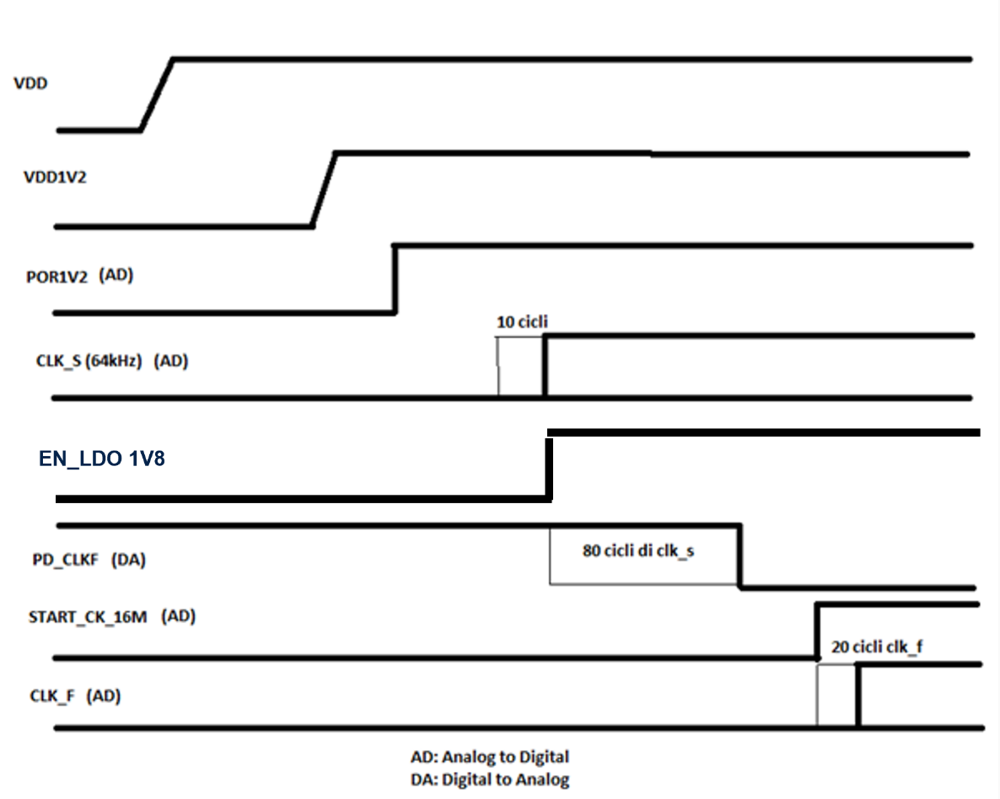 VDD
VDD1V2
POR1V2 (AD)
10 cicli
CLK_S (64kHz) (AD)
EN_LDO 1V8
80 cicli di clk_s
PD_CLKF (DA)
START_CK_16M (AD)
20 cicli clk_f
CLK_F (AD)
AD: Analog to Digital
DA: Digital to Analog